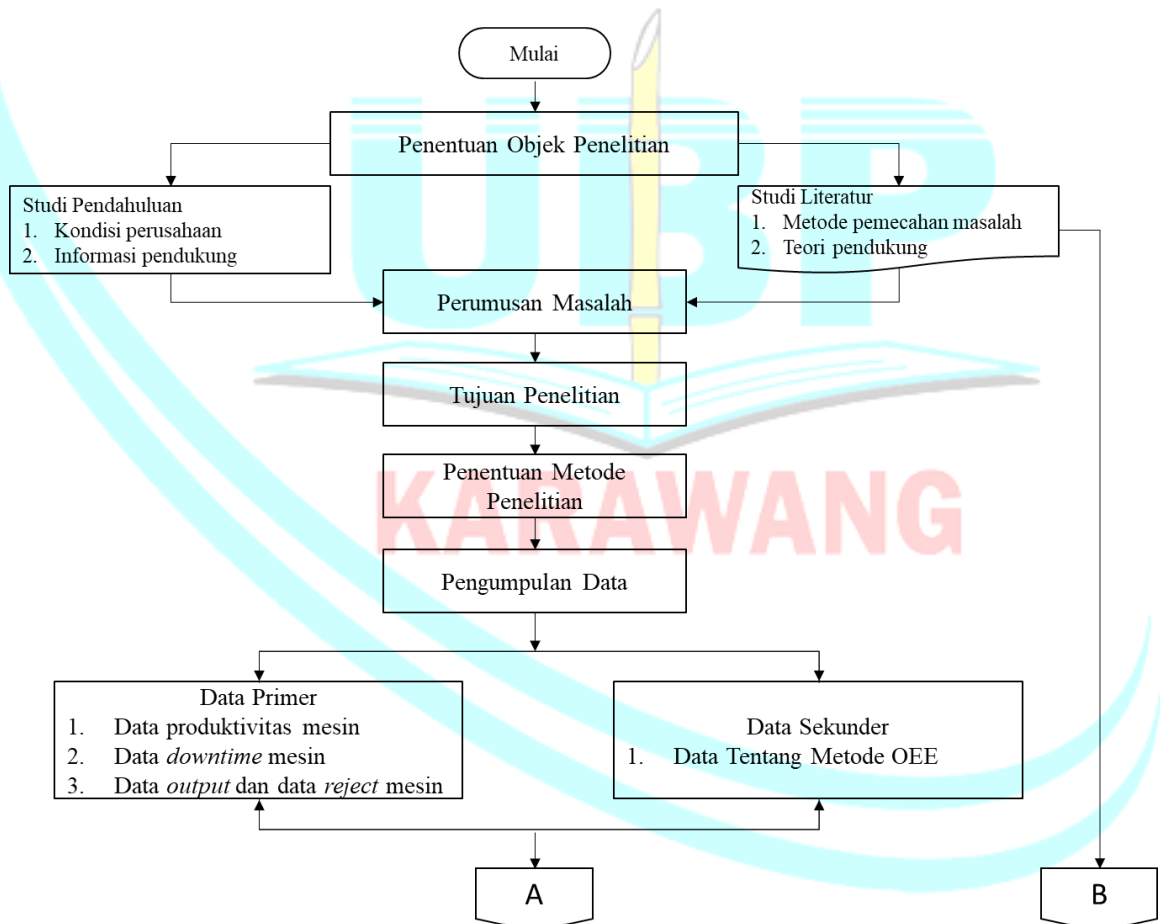 Mulai
Penentuan Objek Penelitian
Studi Pendahuluan
1. Kondisi perusahaan
2. Informasi pendukung
Studi Literatur
1. Metode pemecahan masalah
2. Teori pendukung
Perumusan Masalah
Tujuan Penelitian
Penentuan Metode
Penelitian
Pengumpulan Data
Data Primer
1. Data produktivitas mesin
2. Data downtime mesin
3. Data output dan data reject mesin
Data Sekunder
1. Data Tentang Metode OEE
A
B
UBP
KARAWANG